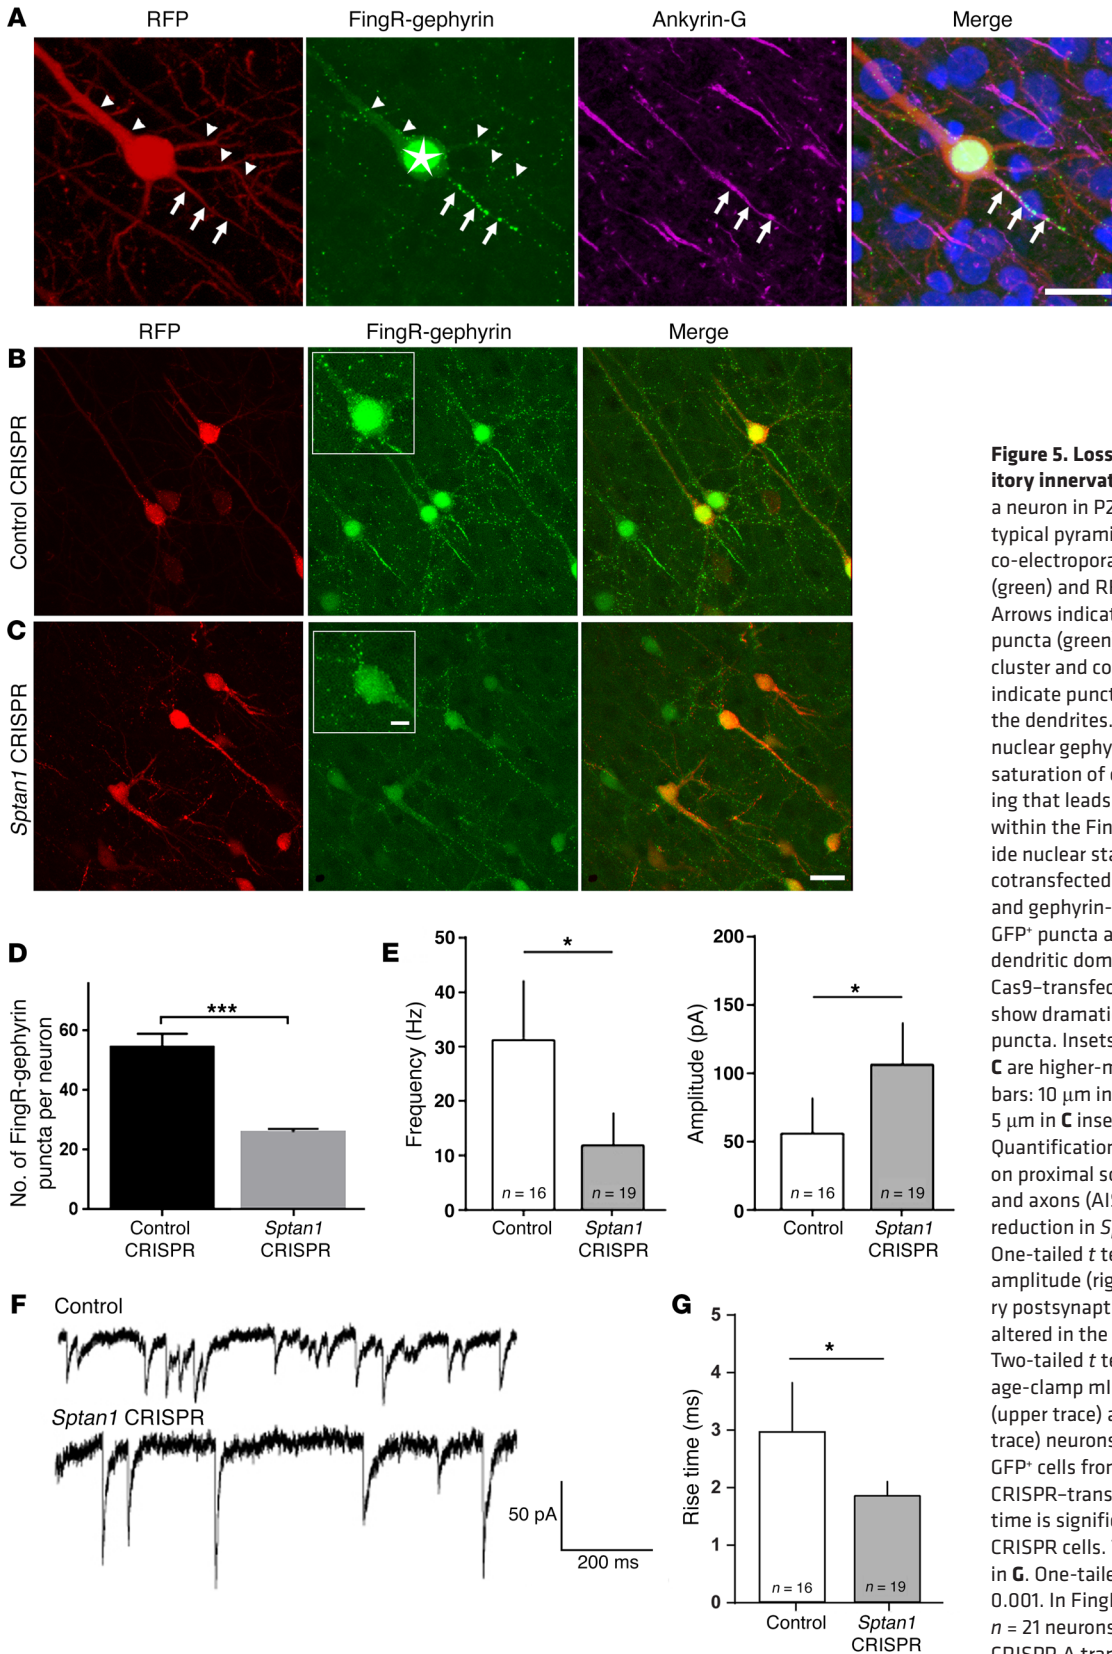 A
RFP
FingR-gephyrin
Ankyrin-G
Merge
RFP
FingR-gephyrin
Merge
B
Control CRISPR
C
Sptan1 CRISPR
D
No. of FingR-gephyrin
puncta per neuron
60
40
20
0
***
Control
CRISPR
Sptan1
CRISPR
E
Frequency (Hz)
50
40
30
20
10
0
*
n = 16
n = 19
Control
Sptan1
CRISPR
Amplitude (pA)
200
150
100
50
0
*
n = 16
n = 19
Control
Sptan1
CRISPR
F
Control
Sptan1 CRISPR
50 pA
200 ms
G
Rise time (ms)
5
4
3
2
1
0
*
n = 16
n = 19
Control
Sptan1
CRISPR
Figure 5. Loss
itory innervat
a neuron in P2
typical pyrami
co-electropora
(green) and R
Arrows indicat
puncta (green
cluster and co
indicate punct
the dendrites.
nuclear gephy
saturation of
ing that leads
within the Fin
ide nuclear sta
cotransfected
and gephyrin-
GFP⁺ puncta a
dendritic dom
Cas9–transfec
show dramati
puncta. Insets
C are higher-m
bars: 10 μm in
5 μm in C inse
Quantification
on proximal so
and axons (AIS
reduction in S
One-tailed t te
amplitude (rig
ry postsynapt
altered in the
Two-tailed t te
age-clamp mI
(upper trace) a
trace) neurons
GFP⁺ cells from
CRISPR–trans
time is signific
CRISPR cells.
in G. One-taile
0.001. In Fingl
n = 21 neurons
CRISPR A tran